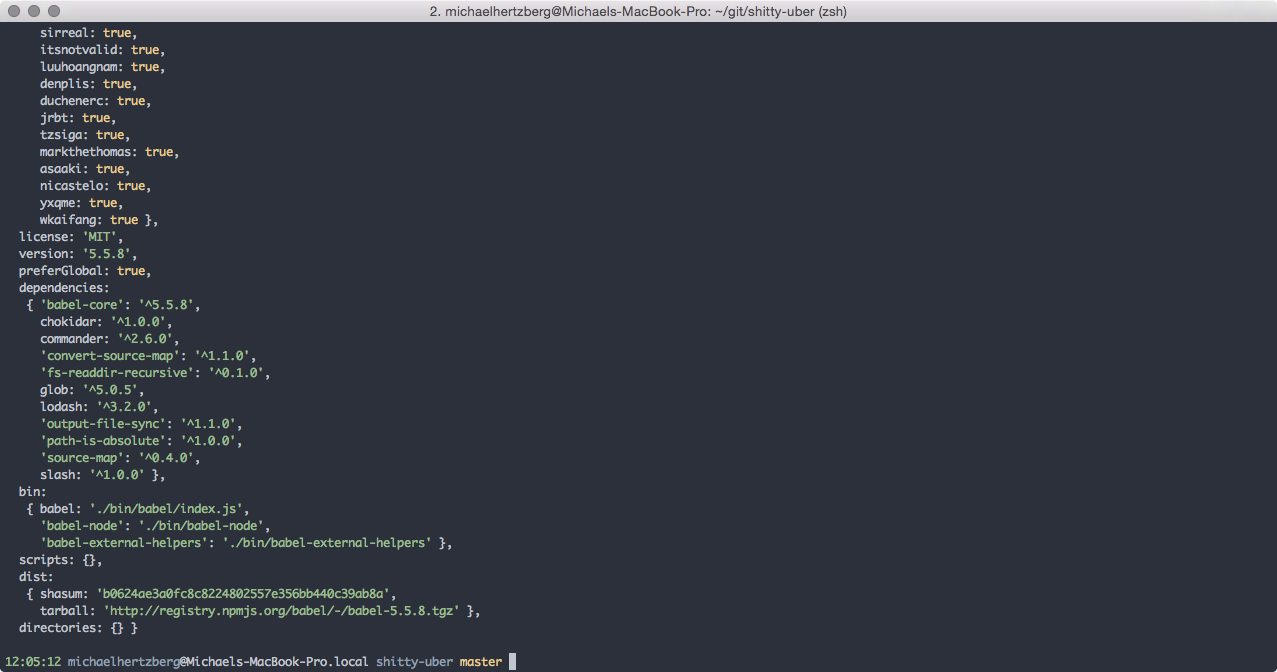 2. michaelhertzberg@Michaels-MacBook-Pro: ~/git/shitty-uber (zsh)
sirreal: true,
itsnotvalid: true,
luuhoangnam: true,
denplis: true,
duchenerc: true,
jrbt: true,
tzsiga: true,
markthethomas: true,
asaaki: true,
nicastelo: true,
yxqme: true,
wkaifang: true },
license: 'MIT',
version: '5.5.8',
preferGlobal: true,
dependencies:
{ 'babel-core': '^5.5.8',
chokidar: '^1.0.0',
commander: '^2.6.0',
'convert-source-map': '^1.1.0',
'fs-readdir-recursive': '^0.1.0',
glob: '^5.0.5',
lodash: '^3.2.0',
'output-file-sync': '^1.1.0',
'path-is-absolute': '^1.0.0',
'source-map': '^0.4.0',
slash: '^1.0.0' },
bin:
{ babel: './bin/babel/index.js',
'babel-node': './bin/babel-node',
'babel-external-helpers': './bin/babel-external-helpers' },
scripts: {},
dist:
{ shasum: 'b0624ae3a0fc8c8224802557e356bb440c39ab8a',
tarball: 'http://registry.npmjs.org/babel/-/babel-5.5.8.tgz' },
directories: {} }
12:05:12 michaelhertzberg@Michaels-MacBook-Pro.local shitty-uber master